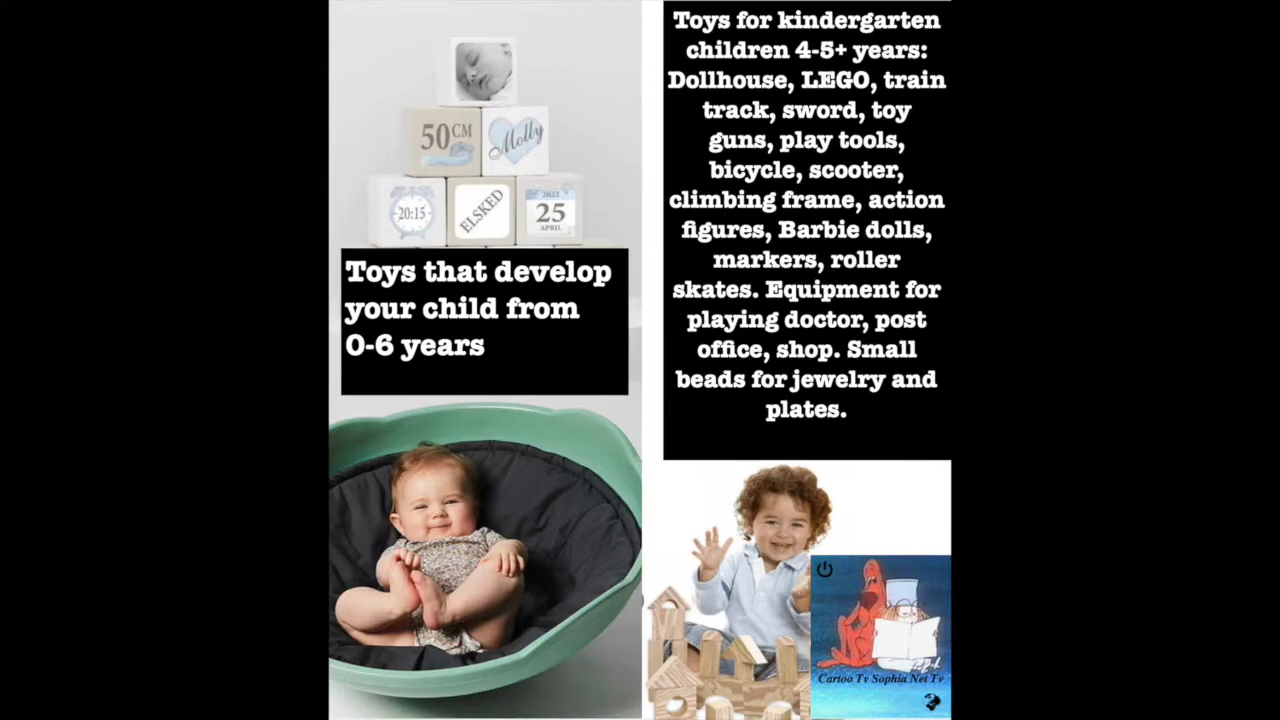 50CM
Molly
20:15
ELSKED
2022
25
APRIL
Toys that develop
your child from
0-6 years
Toys for kindergarten
children 4-5+ years:
Dollhouse, LEGO, train
track, sword, toy
guns, play tools,
bicycle, scooter,
climbing frame, action
figures, Barbie dolls,
markers, roller
skates. Equipment for
playing doctor, post
office, shop. Small
beads for jewelry and
plates.
Cartoo Tv Sophia Net Tv